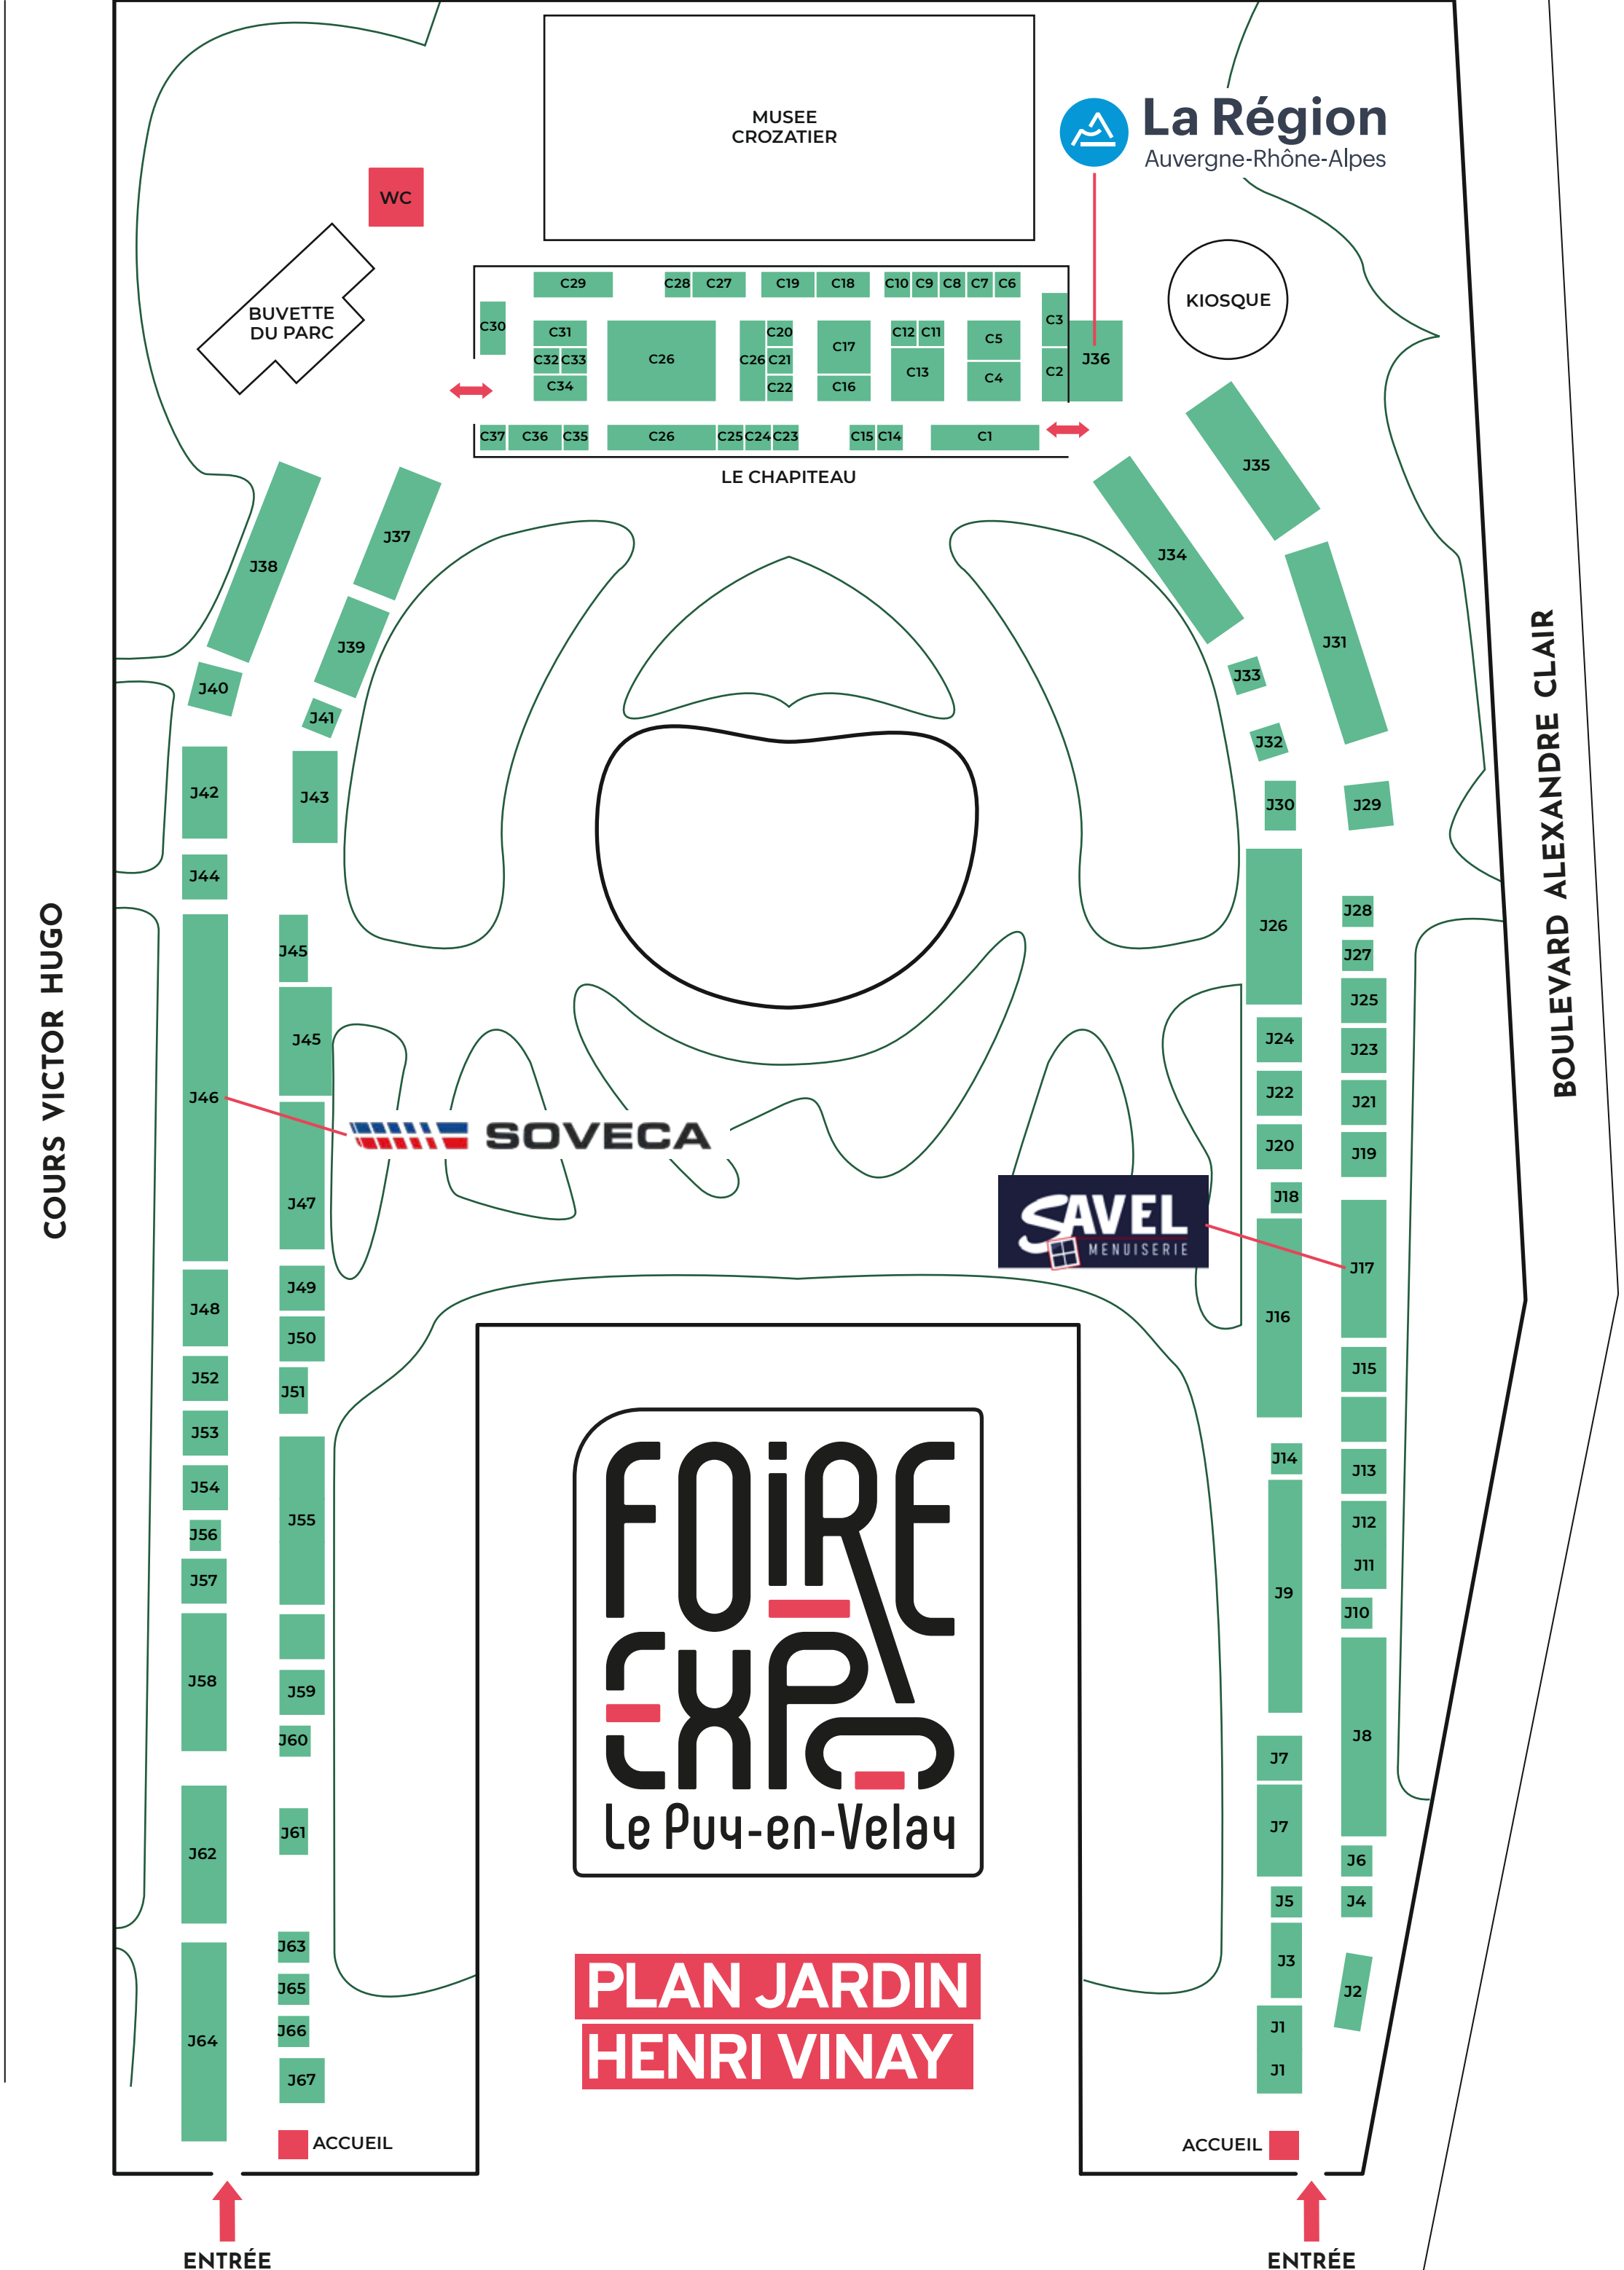 MUSEE
CROZATIER
La Région
Auvergne-Rhône-Alpes
WC
BUVETTE
DU PARC
KIOSQUE
C29
C28
C27
C19
C18
C10
C9
C8
C7
C6
C30
C3
C31
C26
C26
C20
C17
C12
C11
C5
J36
C32
C33
C21
C13
C2
C34
C22
C16
C4
C37
C36
C35
C26
C25
C24
C23
C15
C14
C1
LE CHAPITEAU
J38
J37
J35
J34
J39
J31
J40
J41
J33
J32
J42
J43
J30
J29
J44
J26
J28
J45
J27
J25
J45
J24
J23
J46
J22
J21
SOVECA
J20
J19
J47
J18
SAVEL
MENUISERIE
J17
J49
J48
J16
J50
J52
J51
J15
J53
J14
J13
J54
J55
J12
J56
J11
J57
J9
J10
J58
J59
J60
J8
J7
J61
J7
J62
J6
J5
J4
J63
J3
J65
J2
J66
J64
J1
J67
J1
COURS VICTOR HUGO
BOULEVARD ALEXANDRE CLAIR
FOiRE
EXPO
Le Puy-en-Velay
PLAN JARDIN
HENRI VINAY
ACCUEIL
ACCUEIL
ENTRÉE
ENTRÉE